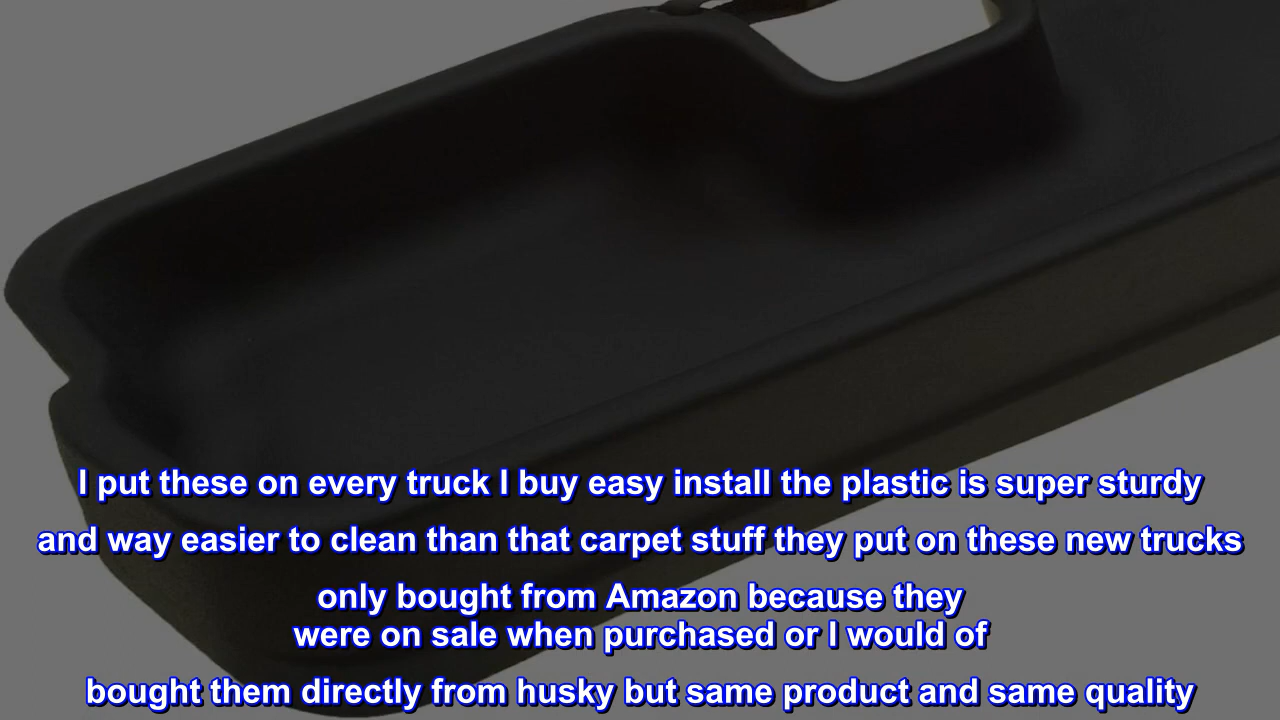 I put these on every truck I buy easy install the plastic is super sturdy
and way easier to clean than that carpet stuff they put on these new trucks
only bought from Amazon because they
were on sale when purchased or I would of
bought them directly from husky but same product and same quality